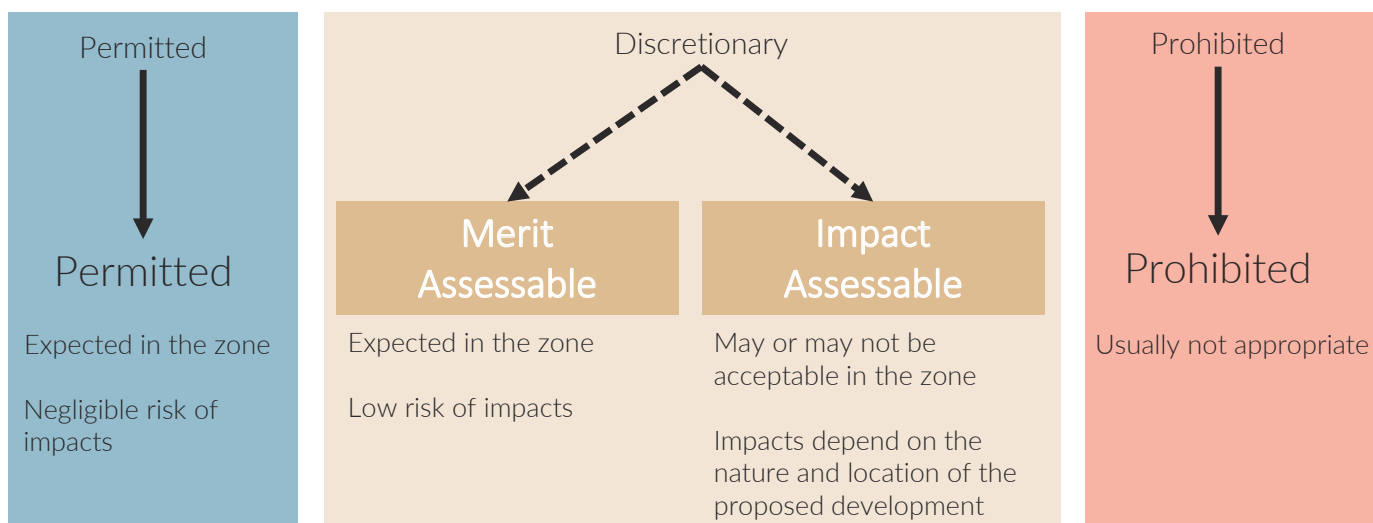 Permitted
Permitted
Expected in the zone
Negligible risk of
impacts
Discretionary
Merit
Assessable
Expected in the zone
Low risk of impacts
Impact
Assessable
May or may not be
acceptable in the zone
Impacts depend on the
nature and location of the
proposed development
Prohibited
Prohibited
Usually not appropriate